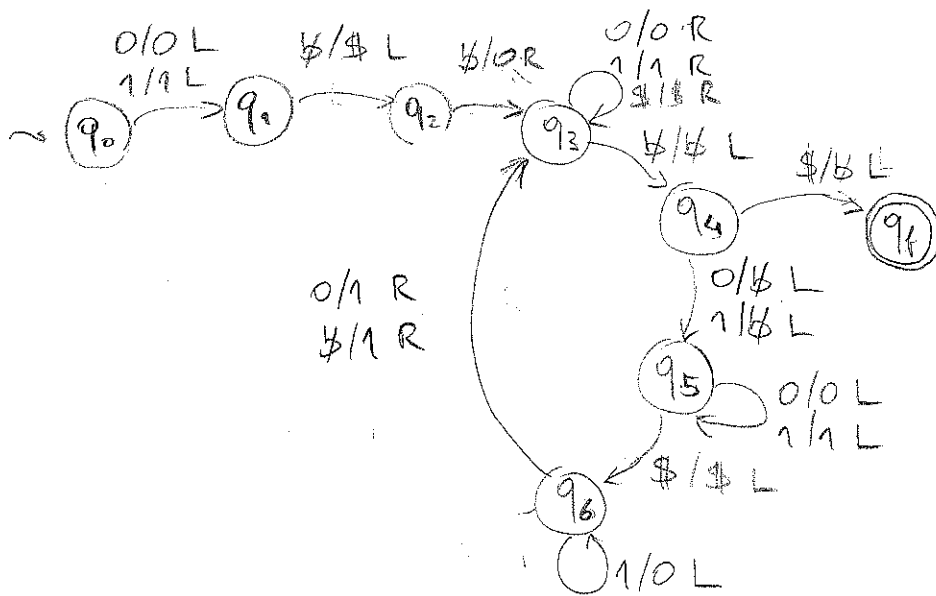 0/0 L
1/1 L
ƀ/$ L
ƀ/0 R
0/0 R
1/1 R
$/$ R
q0
q1
q2
q3
ƀ/ƀ L
$/ƀ L
q4
qf
0/1 R
ƀ/1 R
0/ƀ L
1/ƀ L
q5
0/0 L
1/1 L
$/$ L
q6
1/0 L